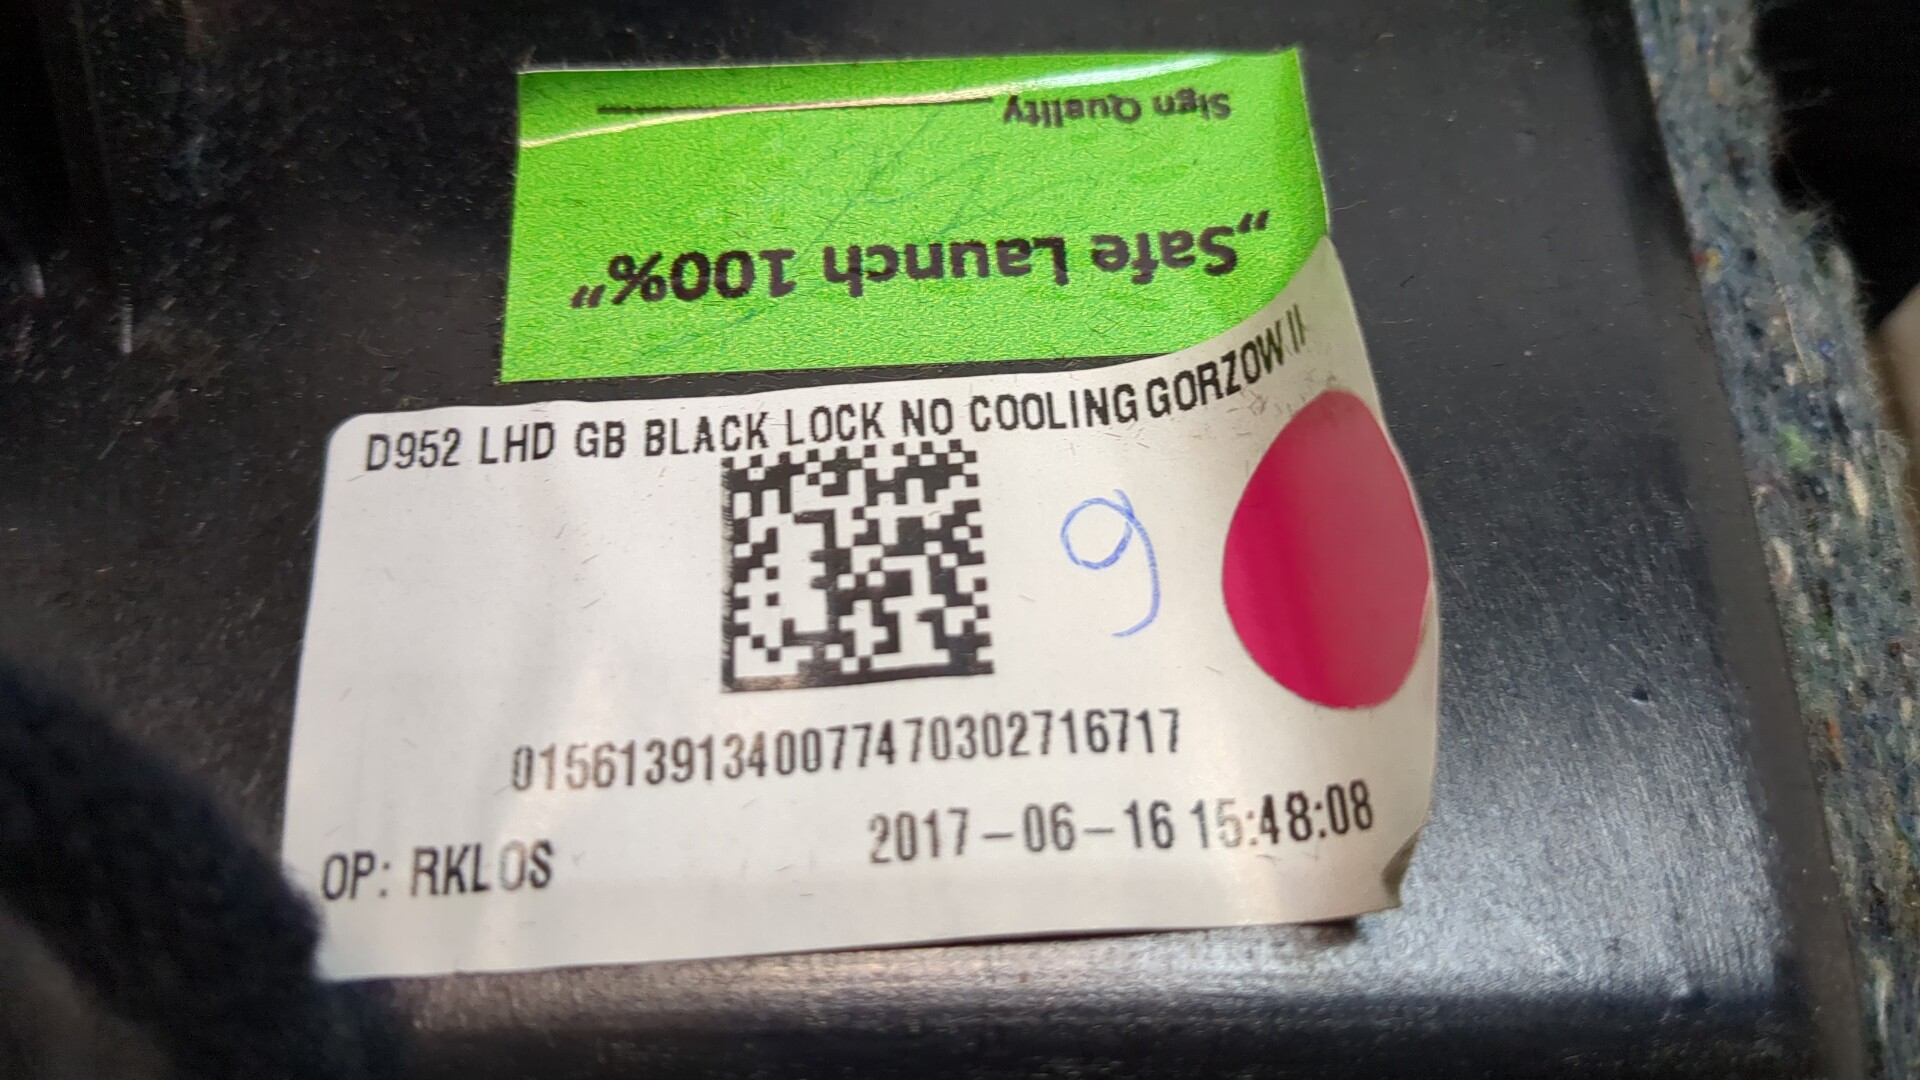 Sign Quality
„Safe Launch 100%”
D952 LHD GB BLACK LOCK NO COOLING GORZOW II
9
01561391340077470302716717
2017-06-16 15:48:08
OP: RKLOS